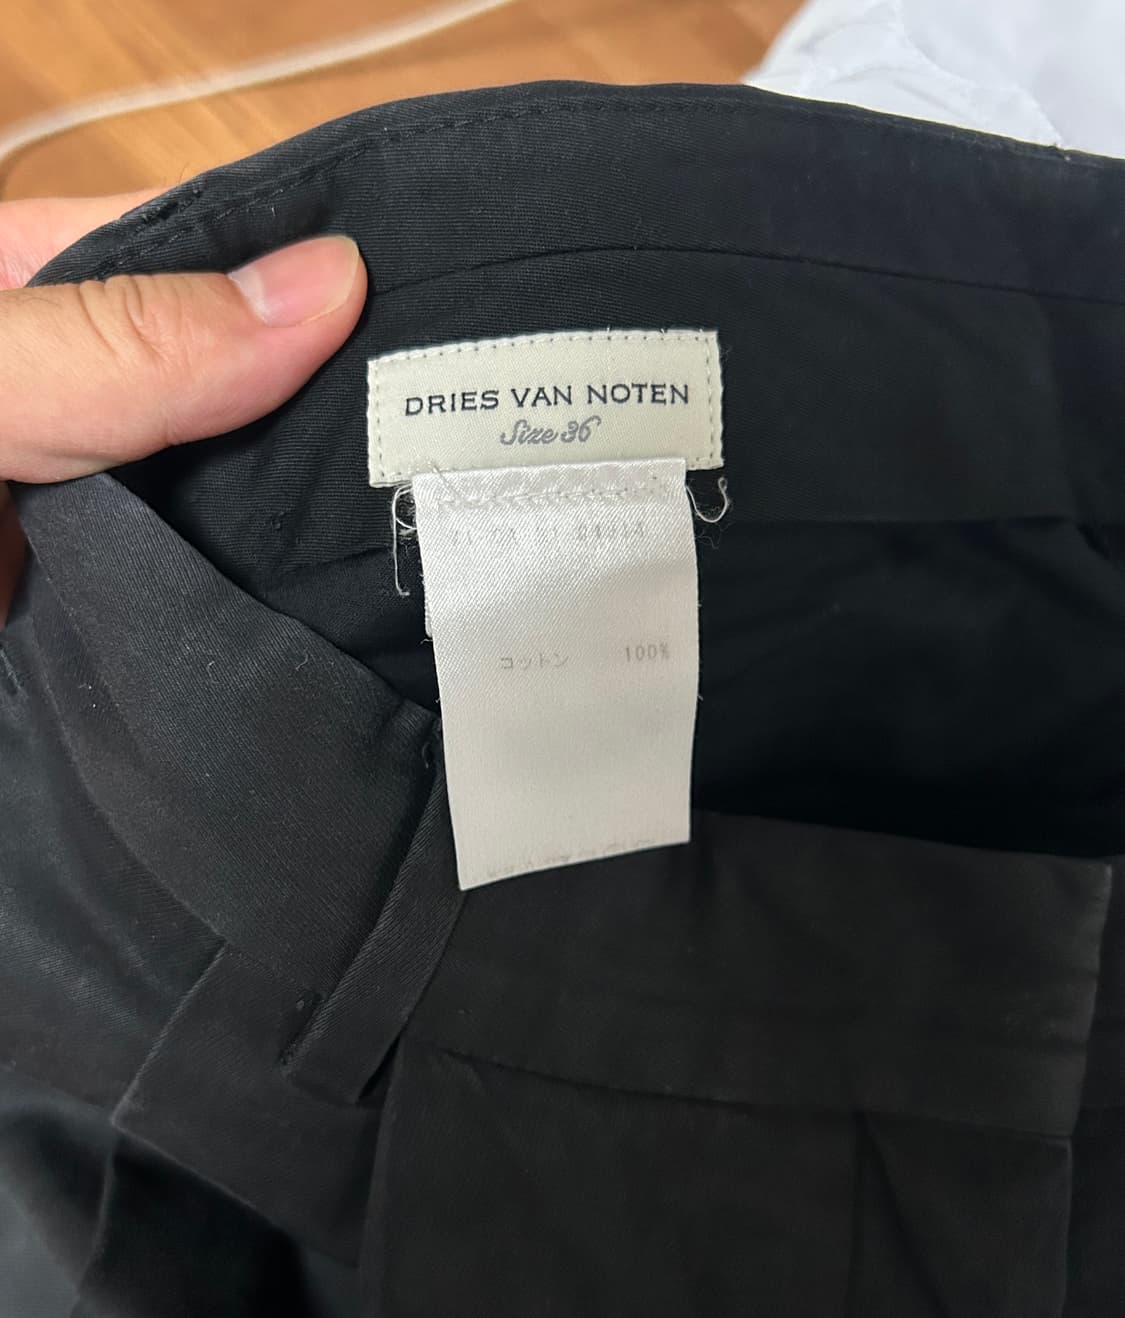 DRIES VAN NOTEN
Size 36
コットン 100%